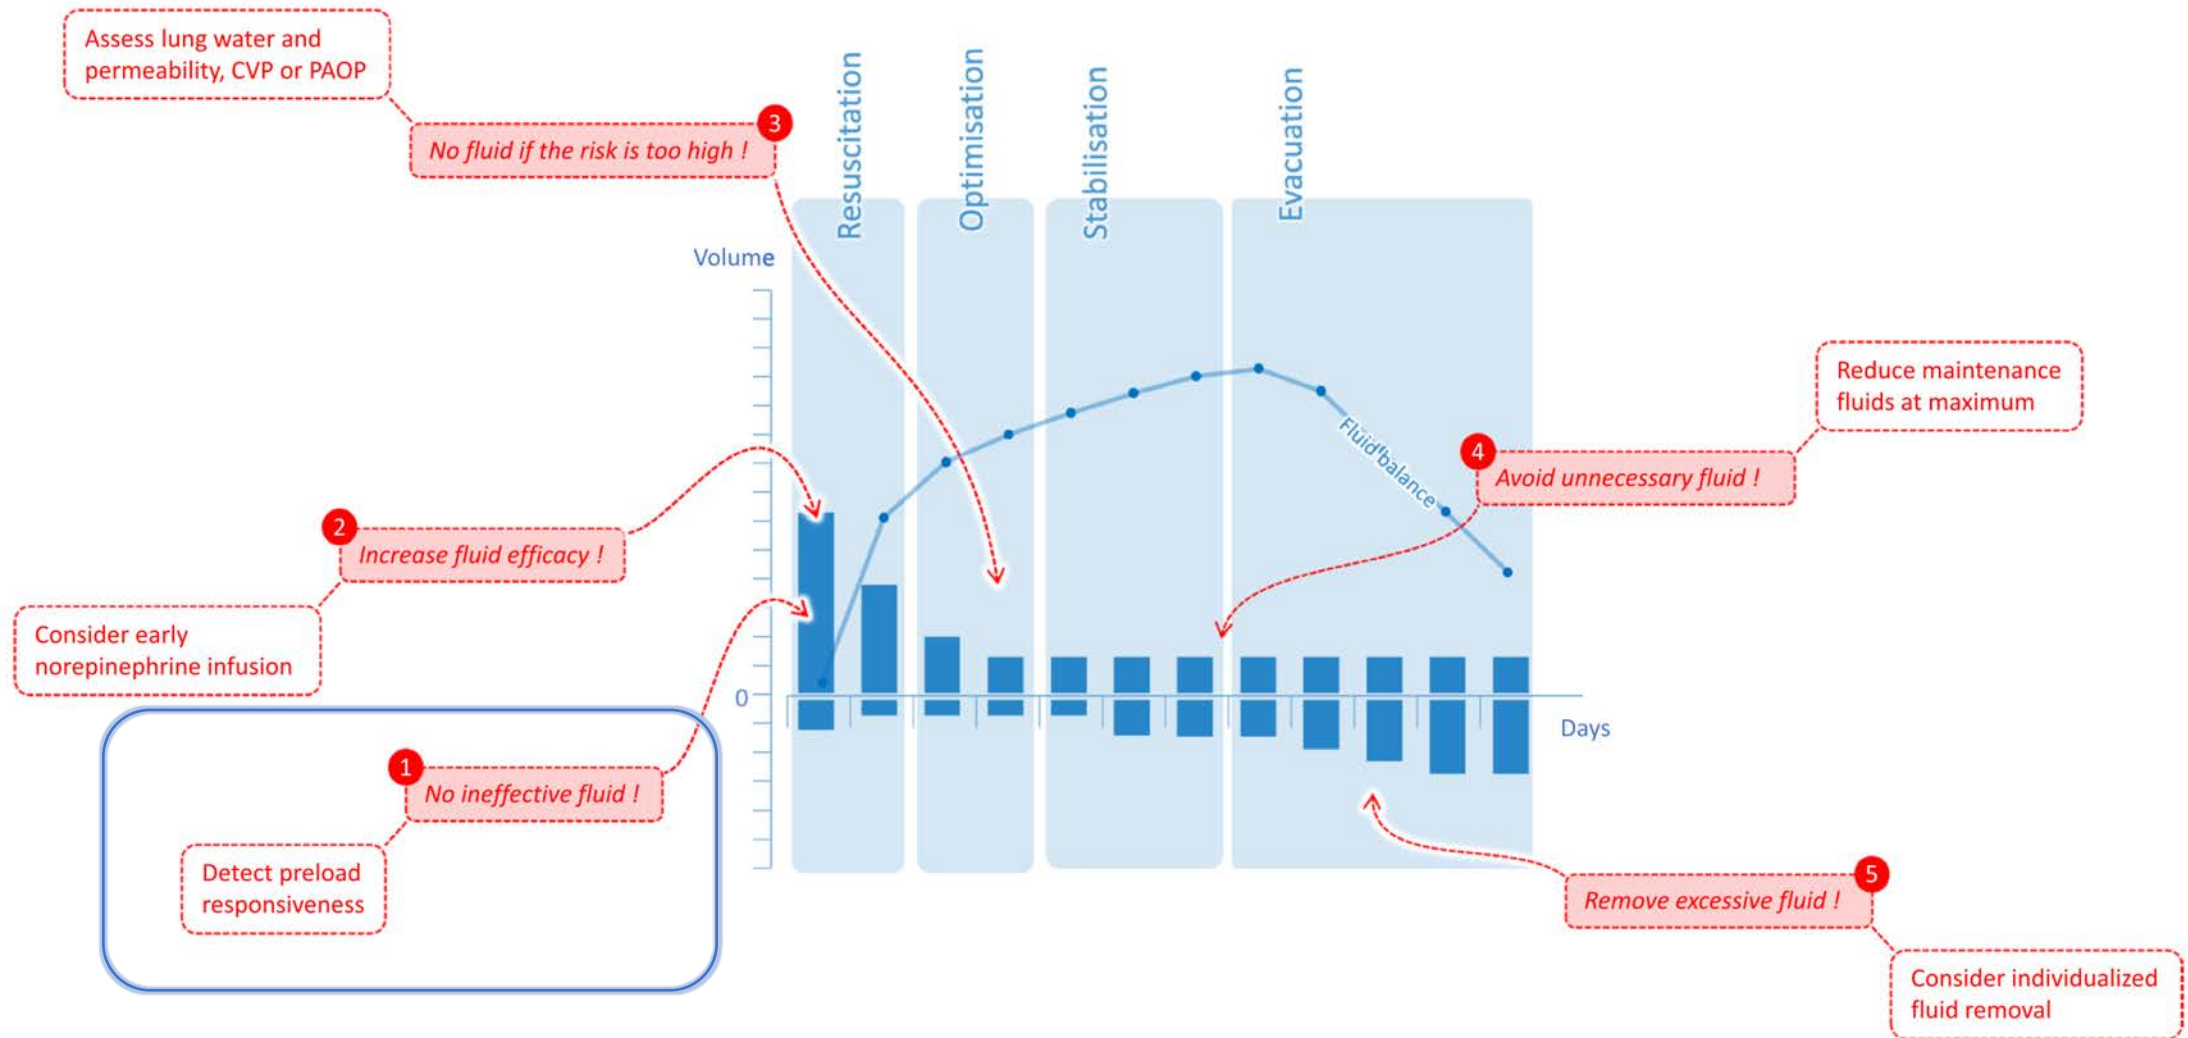 Assess lung water and
permeability, CVP or PAOP
3
No fluid if the risk is too high !
Resuscitation
Optimisation
Stabilisation
Evacuation
Volume
Reduce maintenance
fluids at maximum
4
Avoid unnecessary fluid !
Fluid balance
2
Increase fluid efficacy !
Consider early
norepinephrine infusion
0
Days
1
No ineffective fluid !
Detect preload
responsiveness
5
Remove excessive fluid !
Consider individualized
fluid removal